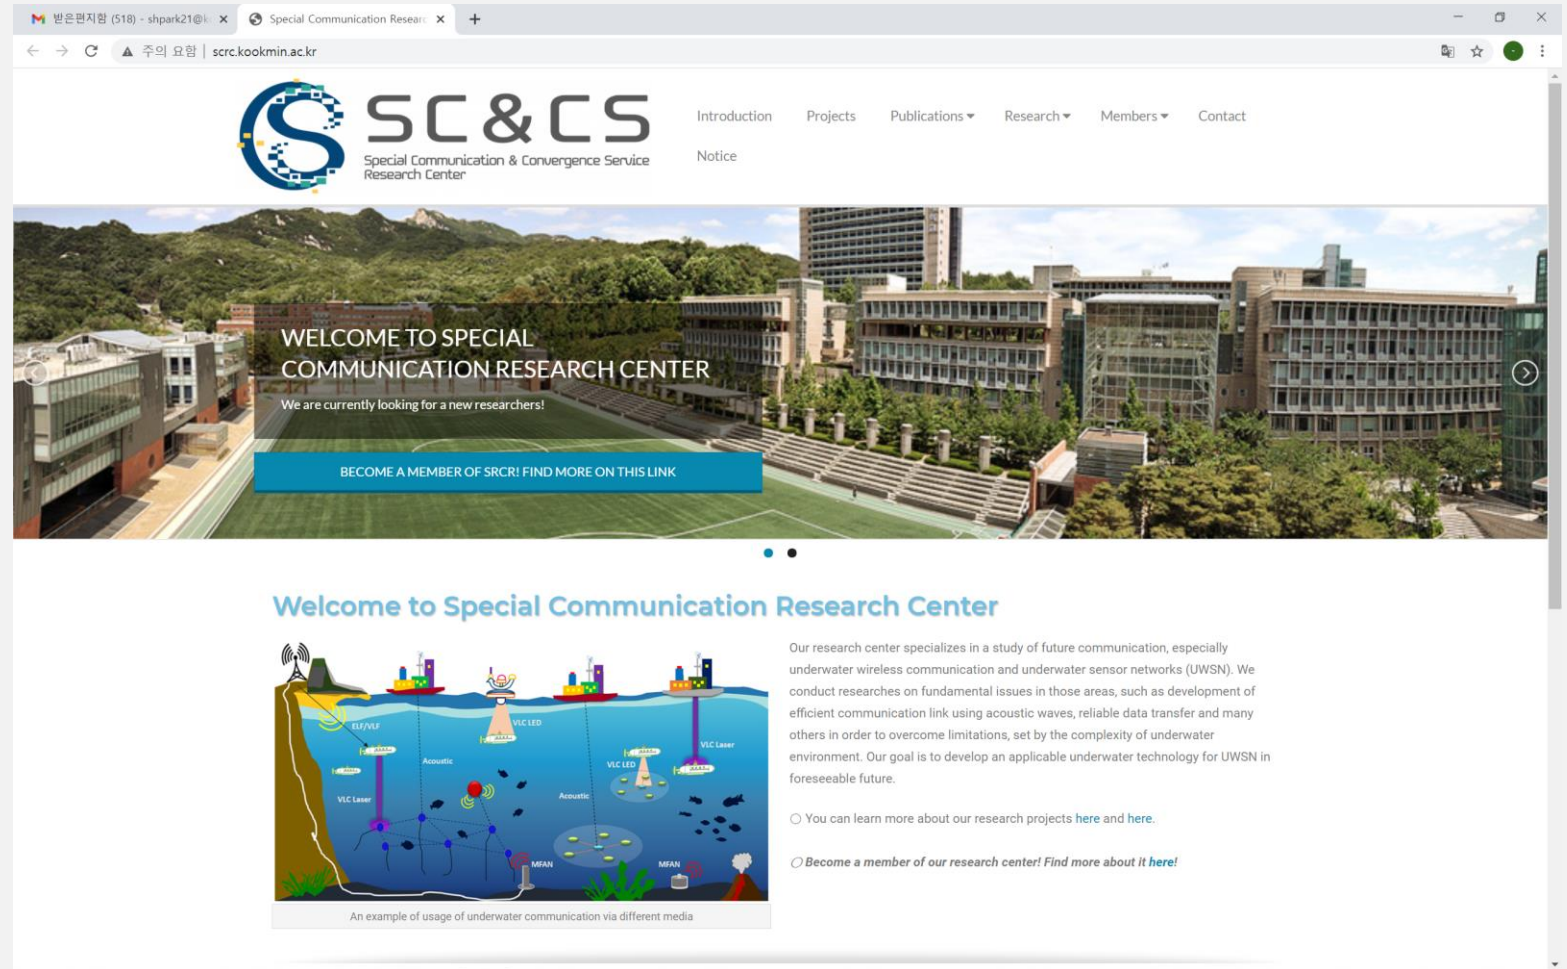 받은편지함 (518) - shpark21@k
Special Communication Researc
주의 요함 | scrc.kookmin.ac.kr
SC&CS
Special Communication & Convergence Service
Research Center
Introduction Projects Publications Research Members Contact
Notice
WELCOME TO SPECIAL
COMMUNICATION RESEARCH CENTER
We are currently looking for a new researchers!
BECOME A MEMBER OF SRCR! FIND MORE ON THIS LINK
Welcome to Special Communication Research Center
ELF/VLF
VLC LED
Acoustic
VLC LED
VLC Laser
VLC Laser
Acoustic
MFAN
MFAN
An example of usage of underwater communication via different media
Our research center specializes in a study of future communication, especially
underwater wireless communication and underwater sensor networks (UWSN). We
conduct researches on fundamental issues in those areas, such as development of
efficient communication link using acoustic waves, reliable data transfer and many
others in order to overcome limitations, set by the complexity of underwater
environment. Our goal is to develop an applicable underwater technology for UWSN in
foreseeable future.
You can learn more about our research projects here and here.
Become a member of our research center! Find more about it here!